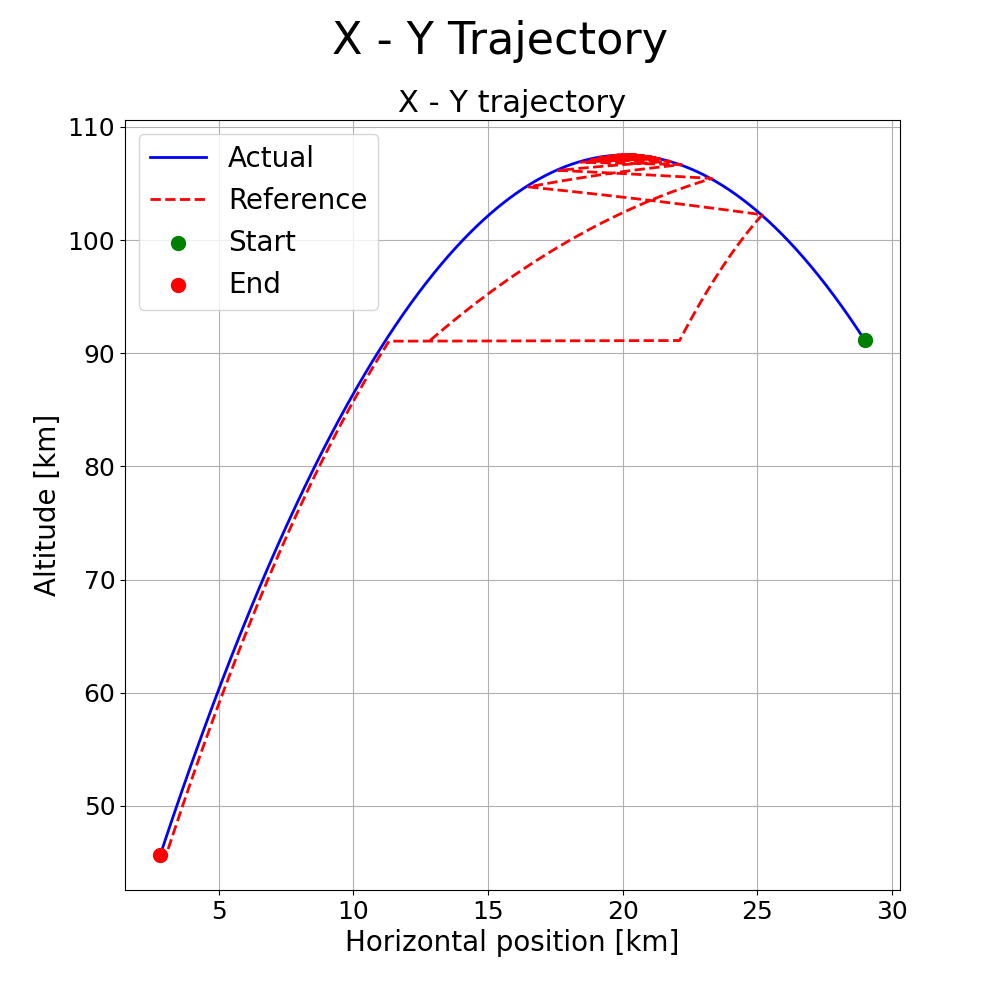 X - Y Trajectory
X - Y trajectory
110
100
90
80
70
60
50
Actual
Reference
Start
End
Altitude [km]
5 10 15 20 25 30
Horizontal position [km]